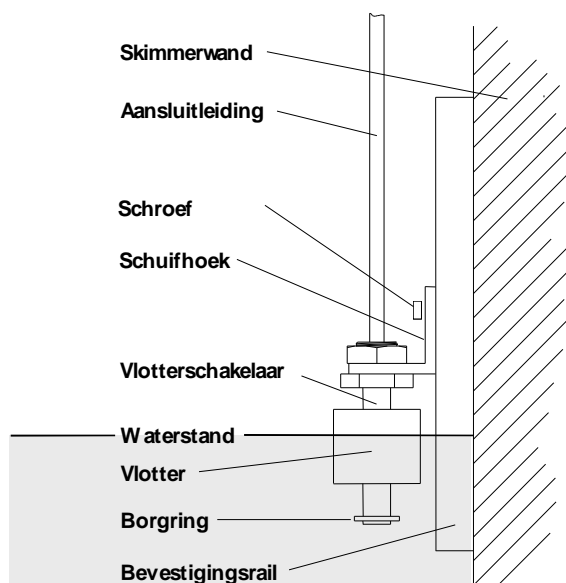 Skimmerwand
Aansluitleiding
Schroef
Schuifhoek
Vlotterschakelaar
Waterstand
Vlotter
Borgring
Bevestigingsrail